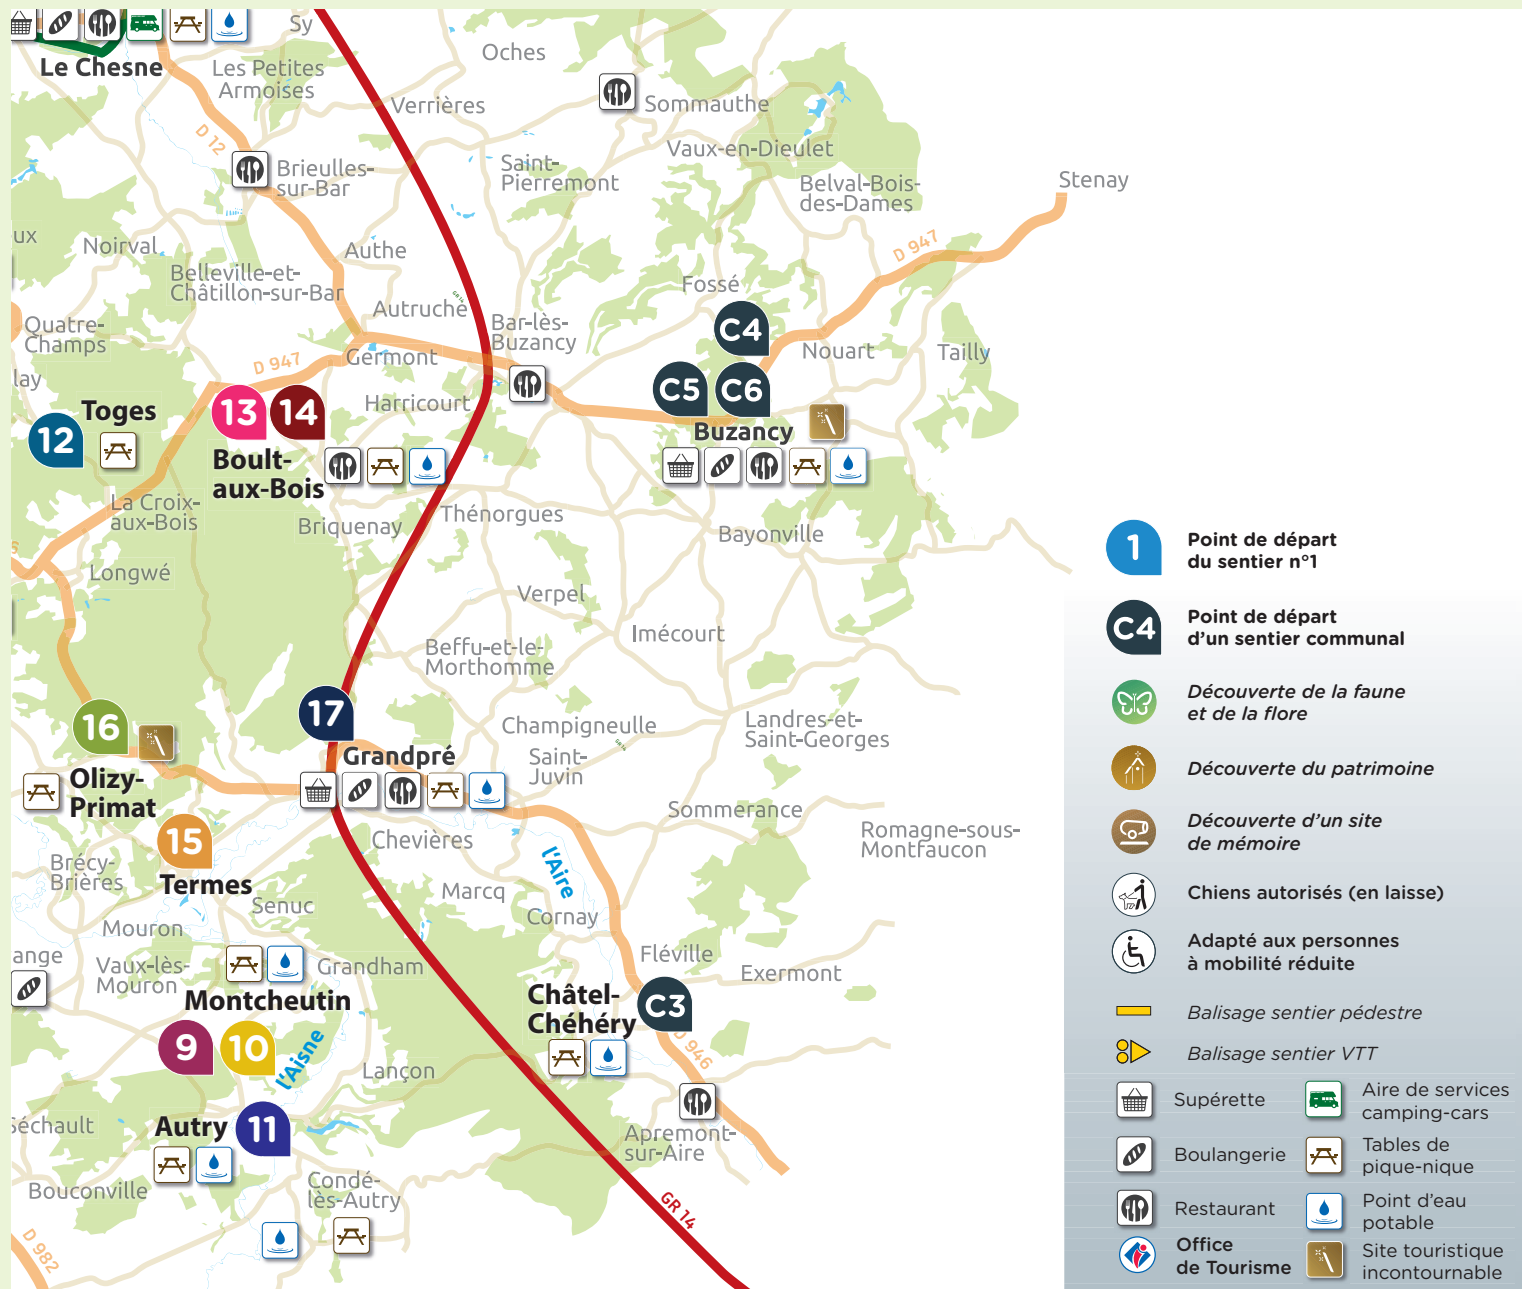 Sy
Le Chesne
Les Petites
Armoises
Oches
Verrières
Sommauthe
D 12
Brieulles-
sur-Bar
Saint-
Pierremont
Vaux-en-Dieulet
Belval-Bois-
des-Dames
Stenay
ux
Noirval
Authe
D 947
Belleville-et-
Châtillon-sur-Bar
Fossé
Autruche
GR 14
Quatre-
Champs
Bar-lès-
Buzancy
C4
Nouart
Tailly
Germont
D 947
lay
C5
C6
Toges
13
14
Harricourt
12
Buzancy
Boult-
aux-Bois
La Croix-
aux-Bois
Briquenay
Thénorgues
Bayonville
Longwé
Verpel
Imécourt
Beffu-et-le-
Morthomme
16
17
Champigneulle
Landres-et-
Saint-Georges
GR 14
Grandpré
Saint-
Juvin
Olizy-
Primat
Sommerance
15
Chevières
Romagne-sous-
Montfaucon
l'Aire
Brécy-
Brières
Termes
Marcq
Senuc
Cornay
Mouron
Fléville
ange
Vaux-lès-
Mouron
Grandham
Exermont
Montcheutin
Châtel-
Chéhéry
C3
9
10
l'Aisne
D 946
Lançon
Séchault
Autry
11
Apremont-
sur-Aire
Bouconville
Condé-
lès-Autry
GR 14
D 982
1
Point de départ
du sentier n°1
C4
Point de départ
d'un sentier communal
Découverte de la faune
et de la flore
Découverte du patrimoine
Découverte d'un site
de mémoire
Chiens autorisés (en laisse)
Adapté aux personnes
à mobilité réduite
Balisage sentier pédestre
Balisage sentier VTT
Supérette
Aire de services
camping-cars
Boulangerie
Tables de
pique-nique
Restaurant
Point d'eau
potable
Office
de Tourisme
Site touristique
incontournable